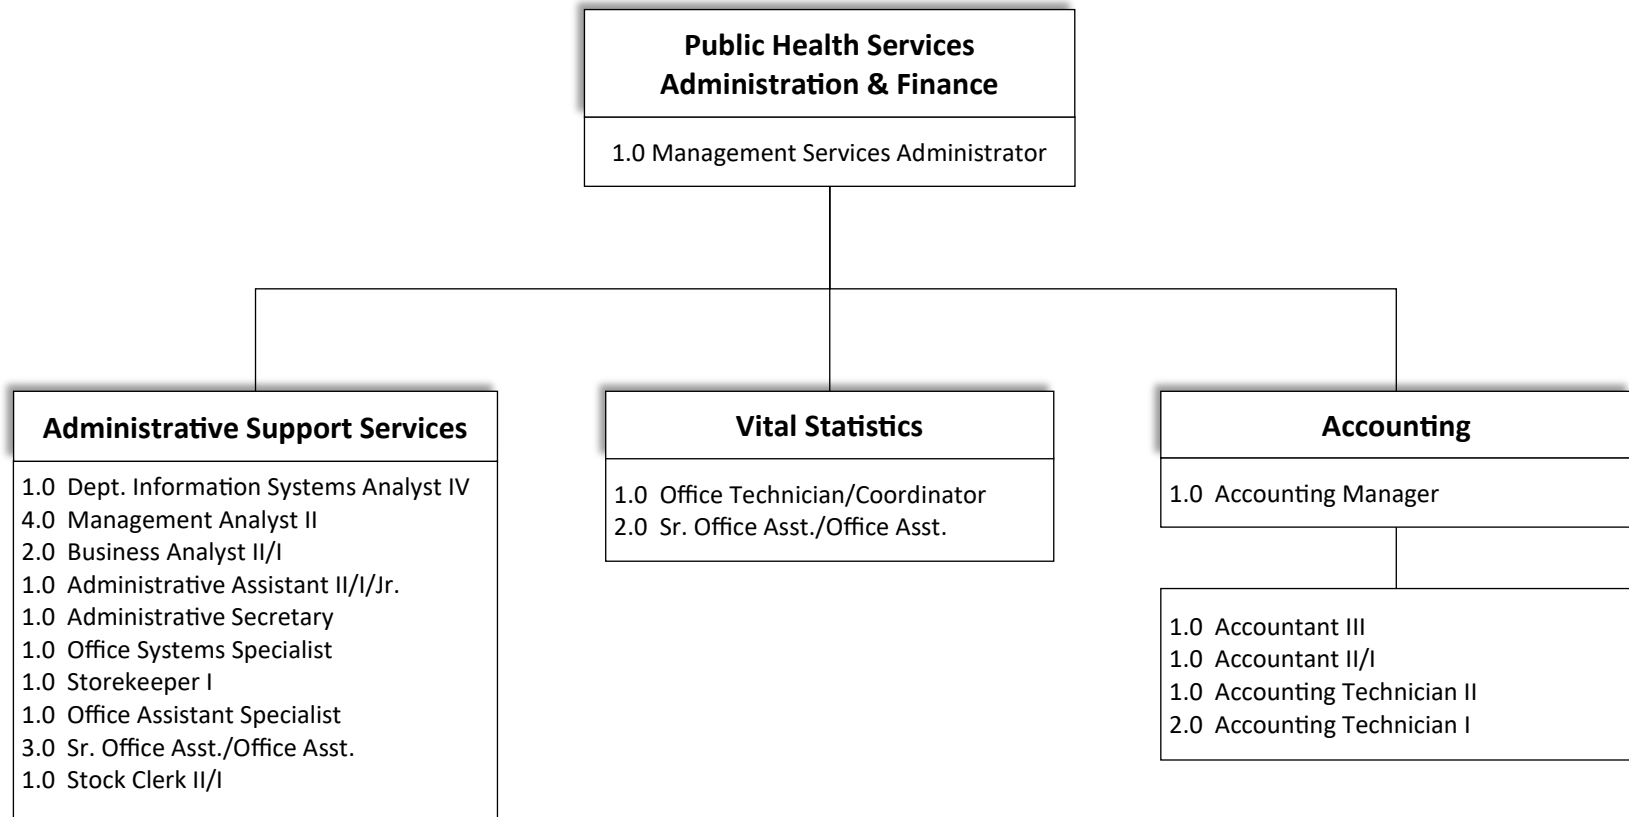 Public Health Services
Administration & Finance
1.0 Management Services Administrator
Administrative Support Services
1.0 Dept. Information Systems Analyst IV
4.0 Management Analyst II
2.0 Business Analyst II/I
1.0 Administrative Assistant II/I/Jr.
1.0 Administrative Secretary
1.0 Office Systems Specialist
1.0 Storekeeper I
1.0 Office Assistant Specialist
3.0 Sr. Office Asst./Office Asst.
1.0 Stock Clerk II/I
Vital Statistics
1.0 Office Technician/Coordinator
2.0 Sr. Office Asst./Office Asst.
Accounting
1.0 Accounting Manager
1.0 Accountant III
1.0 Accountant II/I
1.0 Accounting Technician II
2.0 Accounting Technician I